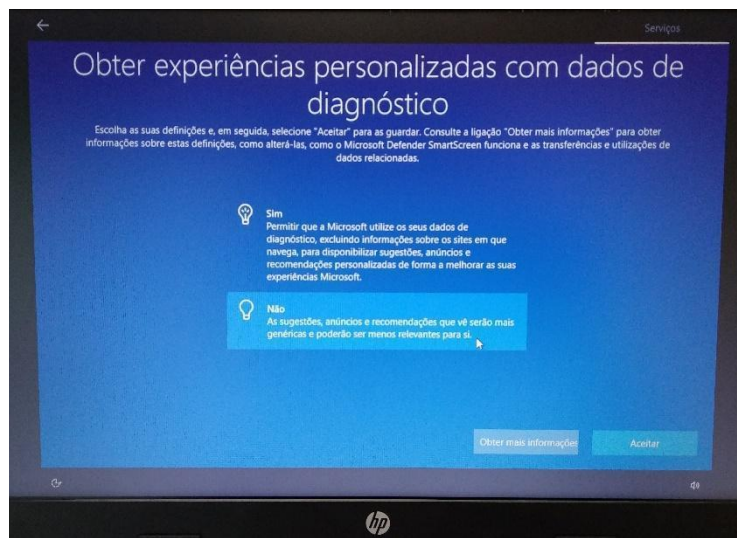 Serviços
Obter experiências personalizadas com dados de
diagnóstico
Escolha as suas definições e, em seguida, selecione "Aceitar" para as guardar. Consulte a ligação "Obter mais informações" para obter
informações sobre estas definições, como alterá-las, como o Microsoft Defender SmartScreen funciona e as transferências e utilizações de
dados relacionadas.
Sim
Permitir que a Microsoft utilize os seus dados de
diagnóstico, excluindo informações sobre os sites em que
navega, para disponibilizar sugestões, anúncios e
recomendações personalizadas de forma a melhorar as suas
experiências Microsoft.
Não
As sugestões, anúncios e recomendações que vê serão mais
genéricas e poderão ser menos relevantes para si.
Obter mais informações
Aceitar
hp